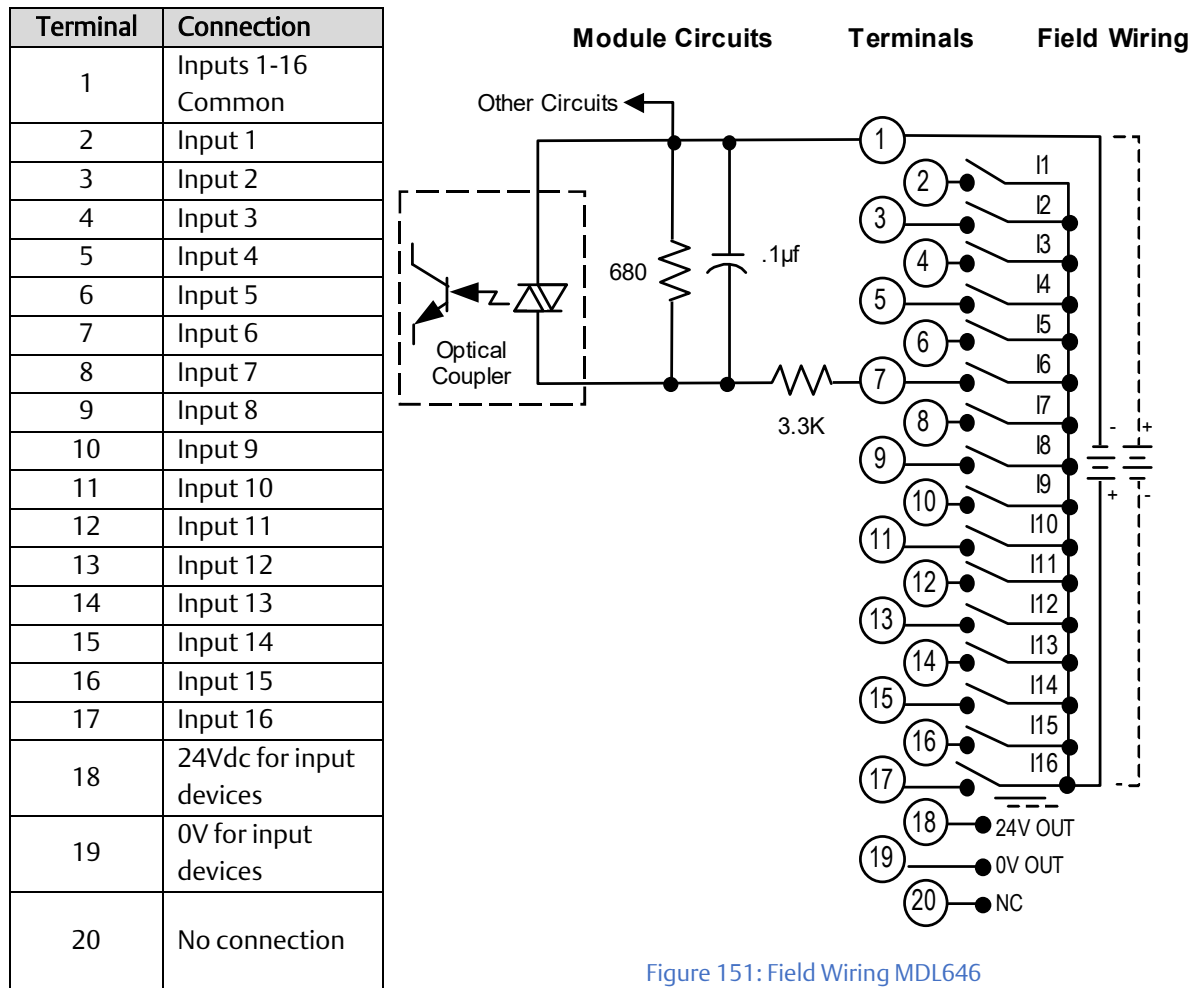 Terminal Connection
1 Inputs 1-16
Common
2 Input 1
3 Input 2
4 Input 3
5 Input 4
6 Input 5
7 Input 6
8 Input 7
9 Input 8
10 Input 9
11 Input 10
12 Input 11
13 Input 12
14 Input 13
15 Input 14
16 Input 15
17 Input 16
18 24Vdc for input
devices
19 0V for input
devices
20 No connection
Module Circuits Terminals Field Wiring
Other Circuits
Optical
Coupler
680
.1µf
3.3K
1
2 I1
3 I2
4 I3
5 I4
6 I5
7 I6
8 I7
9 I8
10 I9
11 I10
12 I11
13 I12
14 I13
15 I14
16 I15
17 I16
18 24V OUT
19 0V OUT
20 NC
- +
+ -
Figure 151: Field Wiring MDL646